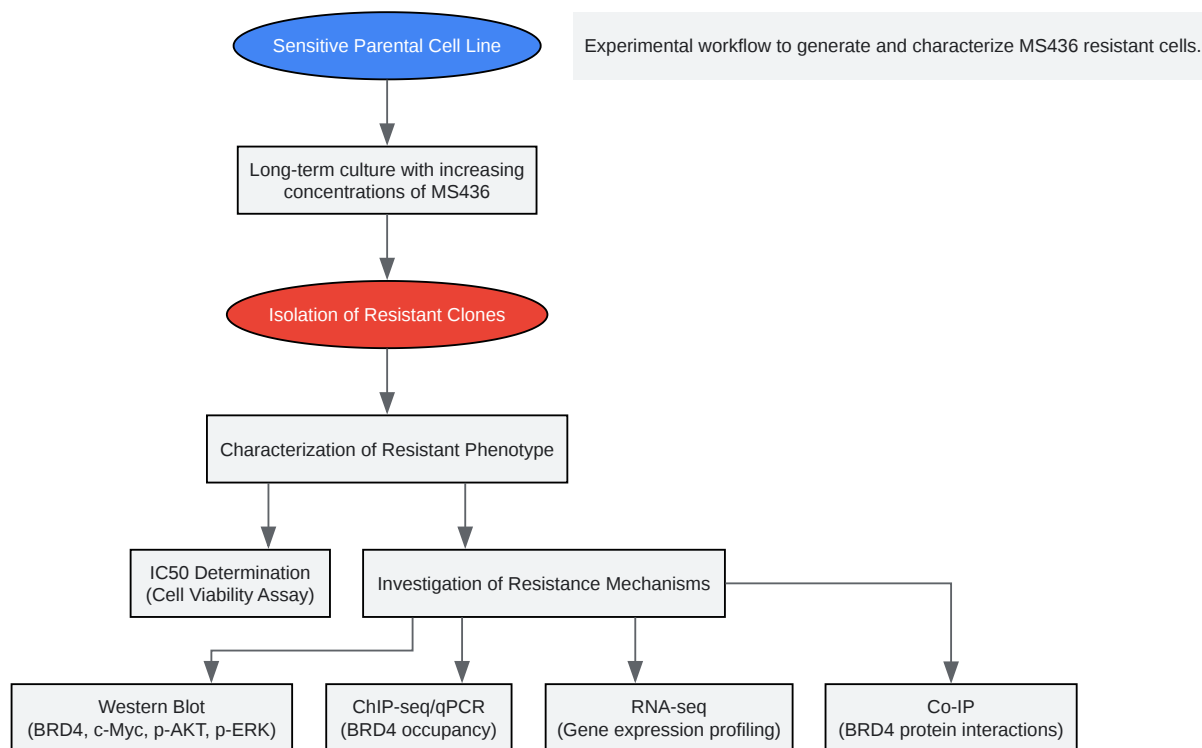 Sensitive Parental Cell Line
Experimental workflow to generate and characterize MS436 resistant cells.
Long-term culture with increasing
concentrations of MS436
Isolation of Resistant Clones
Characterization of Resistant Phenotype
IC50 Determination
(Cell Viability Assay)
Investigation of Resistance Mechanisms
Western Blot
(BRD4, c-Myc, p-AKT, p-ERK)
ChIP-seq/qPCR
(BRD4 occupancy)
RNA-seq
(Gene expression profiling)
Co-IP
(BRD4 protein interactions)